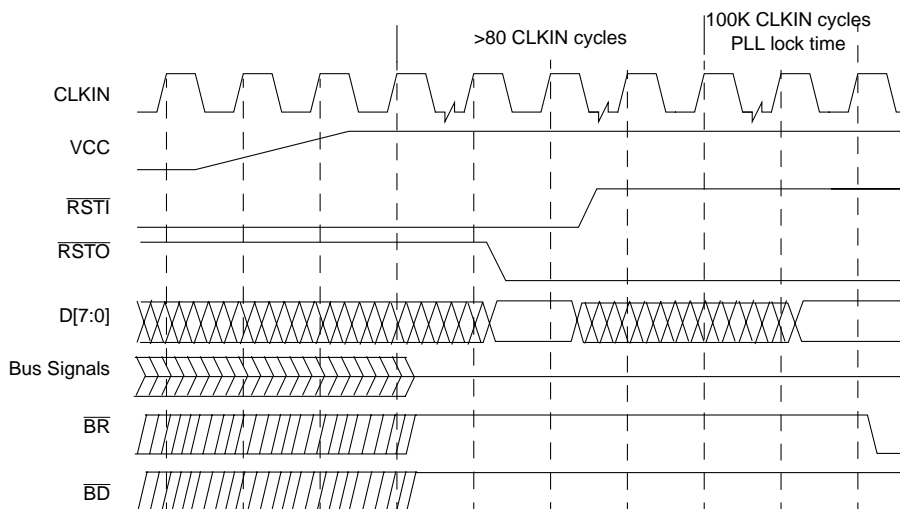 >80 CLKIN cycles
100K CLKIN cycles
PLL lock time
CLKIN
VCC
RSTI
RSTO
D[7:0]
Bus Signals
BR
BD